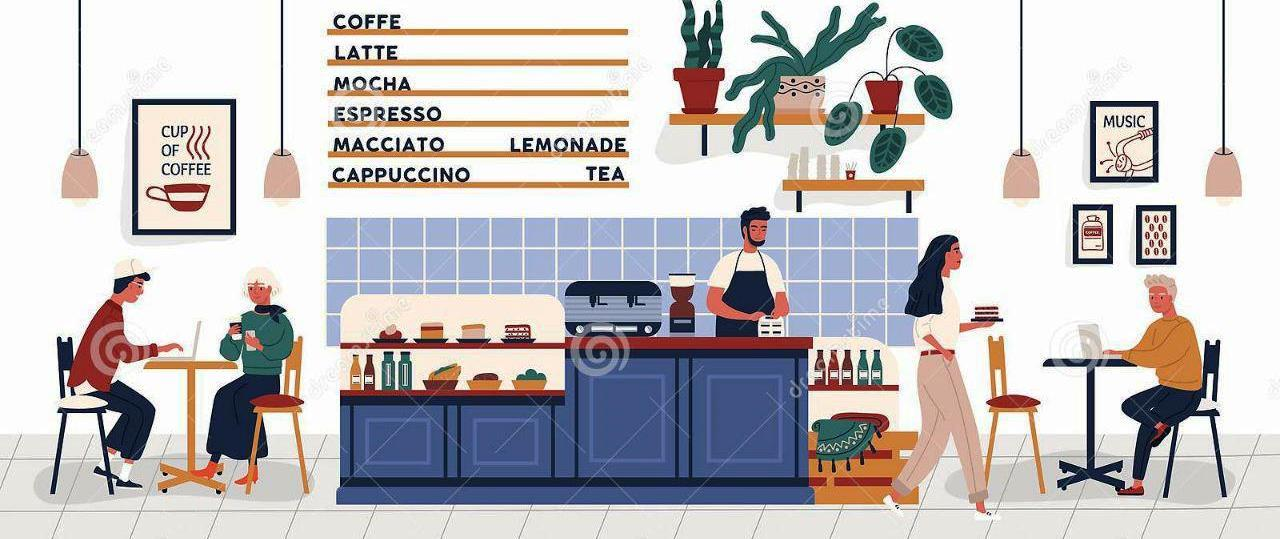 COFFE
LATTE
MOCHA
ESPRESSO
MACCIATO LEMONADE
CAPPUCCINO TEA
CUP
OF
COFFEE
MUSIC
COFFEE